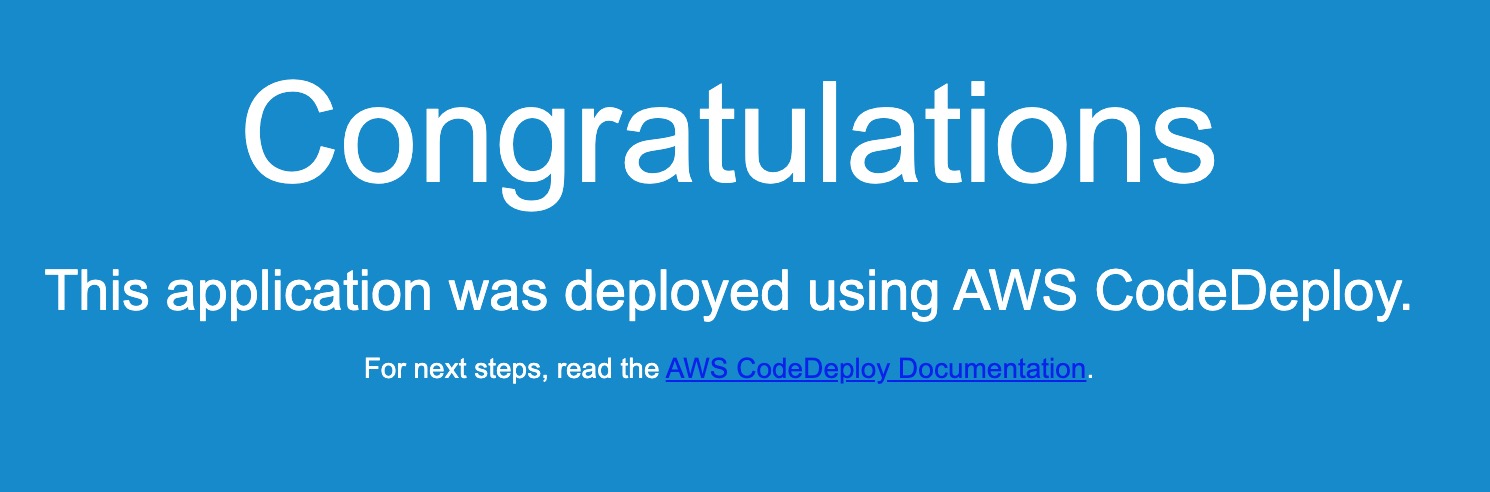 Congratulations
This application was deployed using AWS CodeDeploy.
For next steps, read the AWS CodeDeploy Documentation.